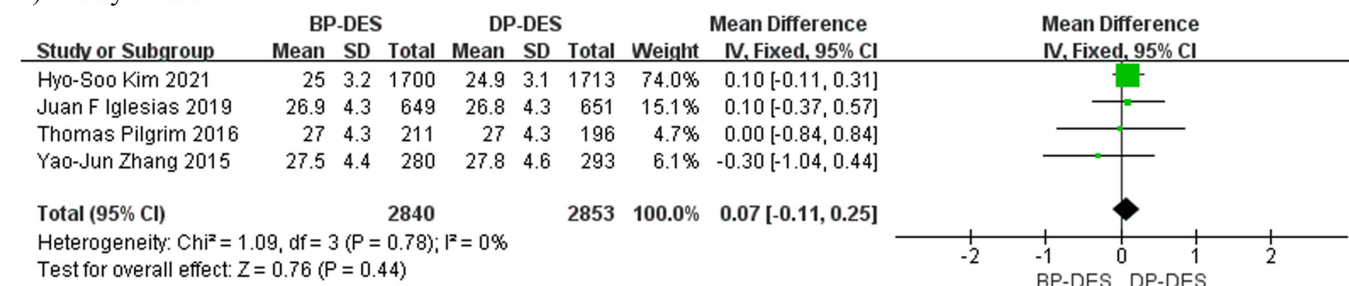 BP-DES DP-DES Mean Difference Mean Difference
Study or Subgroup Mean SD Total Mean SD Total Weight IV, Fixed, 95% CI IV, Fixed, 95% CI
Hyo-Soo Kim 2021 25 3.2 1700 24.9 3.1 1713 74.0% 0.10 [-0.11, 0.31]
Juan F Iglesias 2019 26.9 4.3 649 26.8 4.3 651 15.1% 0.10 [-0.37, 0.57]
Thomas Pilgrim 2016 27 4.3 211 27 4.3 196 4.7% 0.00 [-0.84, 0.84]
Yao-Jun Zhang 2015 27.5 4.4 280 27.8 4.6 293 6.1% -0.30 [-1.04, 0.44]
Total (95% CI) 2840 2853 100.0% 0.07 [-0.11, 0.25]
Heterogeneity: Chi² = 1.09, df = 3 (P = 0.78); I² = 0%
Test for overall effect: Z = 0.76 (P = 0.44)
-2 -1 0 1 2
BP-DES DP-DES